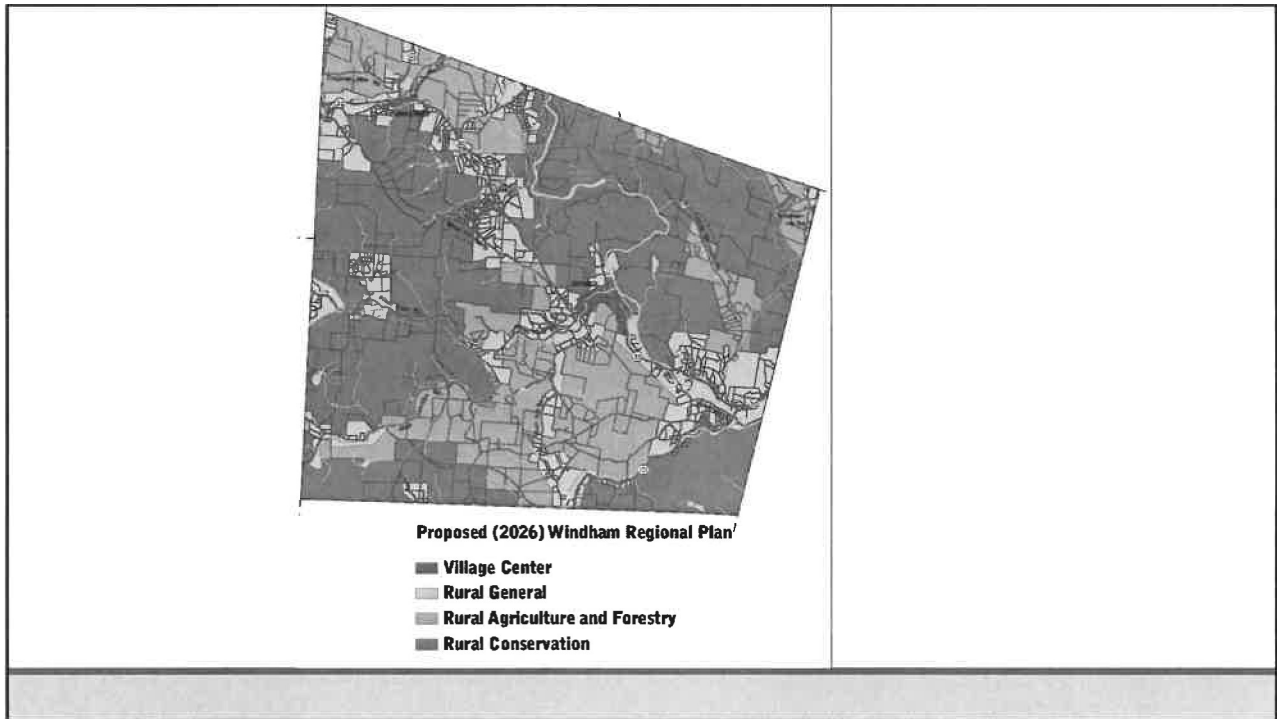 Proposed (2026) Windham Regional Plan/
Village Center
Rural General
Rural Agriculture and Forestry
Rural Conservation